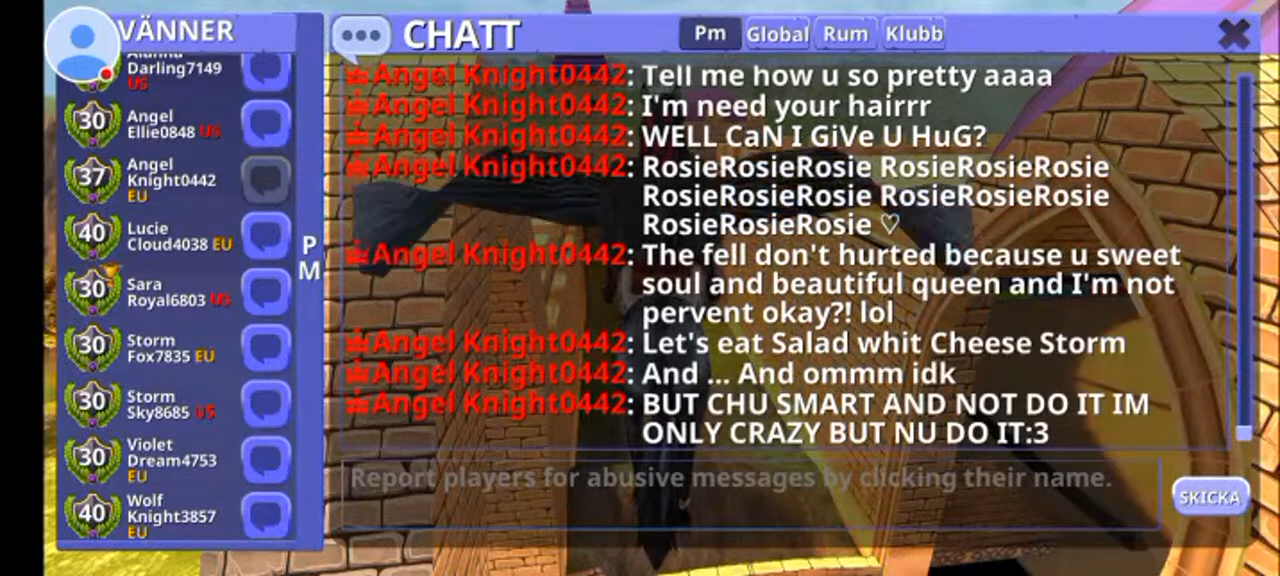 VÄNNER
CHATT
Pm
Global
Rum
Klubb
Alanna
Darling7149
US
30
Angel
Ellie0848 US
37
Angel
Knight0442
EU
40
Lucie
Cloud4038 EU
30
Sara
Royal6803 US
30
Storm
Fox7835 EU
30
Storm
Sky8685 US
30
Violet
Dream4753
EU
40
Wolf
Knight3857
EU
P
M
Angel Knight0442: Tell me how u so pretty aaaa
Angel Knight0442: I'm need your hairrr
Angel Knight0442: WELL CaN I GiVe U HuG?
Angel Knight0442: RosieRosieRosie RosieRosieRosie
RosieRosieRosie RosieRosieRosie
RosieRosieRosie ♡
Angel Knight0442: The fell don't hurted because u sweet
soul and beautiful queen and I'm not
pervent okay?! lol
Angel Knight0442: Let's eat Salad whit Cheese Storm
Angel Knight0442: And ... And ommm idk
Angel Knight0442: BUT CHU SMART AND NOT DO IT IM
ONLY CRAZY BUT NU DO IT:3
Report players for abusive messages by clicking their name.
SKICKA